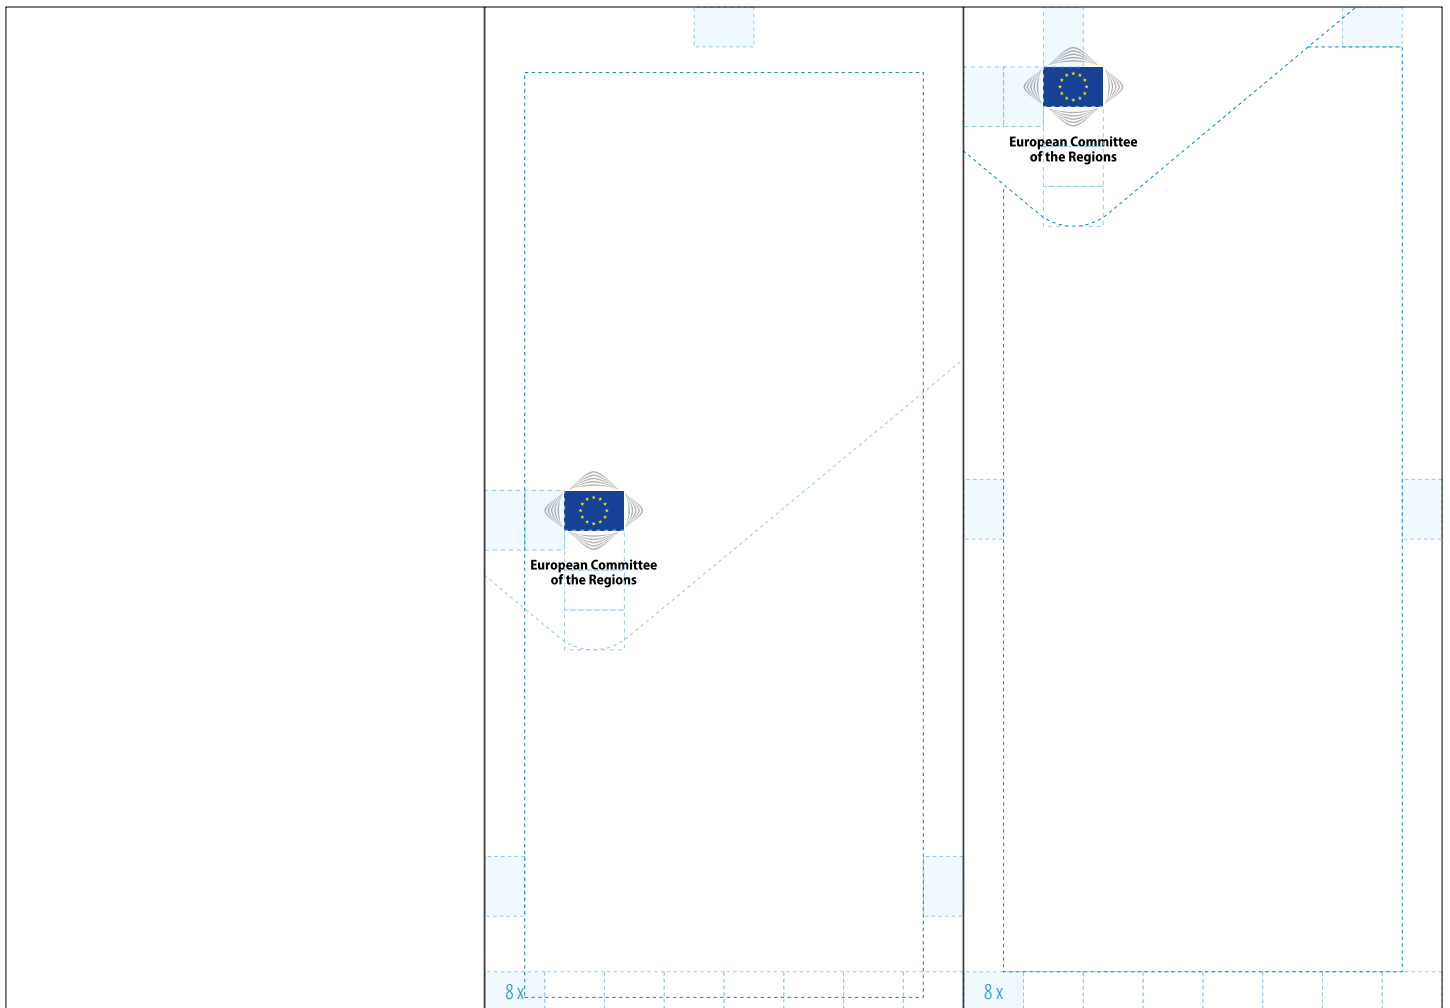 European Committee
of the Regions
European Committee
of the Regions
8 x
8 x